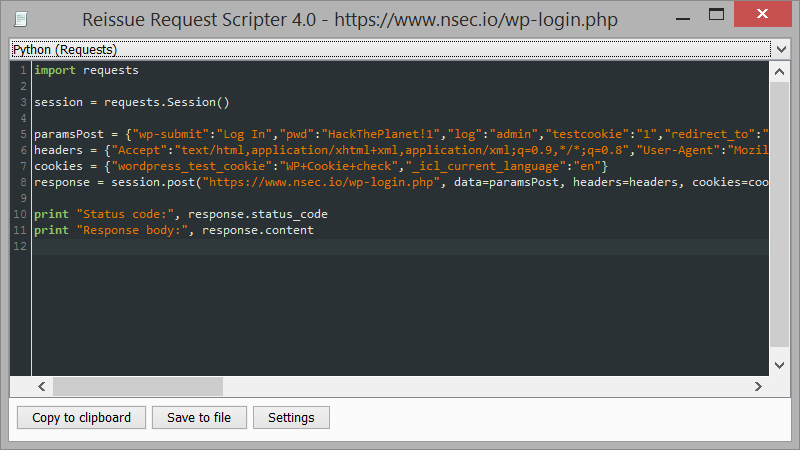 Reissue Request Scripter 4.0 - https://www.nsec.io/wp-login.php
Python (Requests)
1 import requests
2
3 session = requests.Session()
4
5 paramsPost = {"wp-submit":"Log In","pwd":"HackThePlanet!1","log":"admin","testcookie":"1","redirect_to":"
6 headers = {"Accept":"text/html,application/xhtml+xml,application/xml;q=0.9,*/*;q=0.8","User-Agent":"Mozil
7 cookies = {"wordpress_test_cookie":"WP+Cookie+check","_icl_current_language":"en"}
8 response = session.post("https://www.nsec.io/wp-login.php", data=paramsPost, headers=headers, cookies=coo
9
10 print "Status code:", response.status_code
11 print "Response body:", response.content
12
Copy to clipboard Save to file Settings